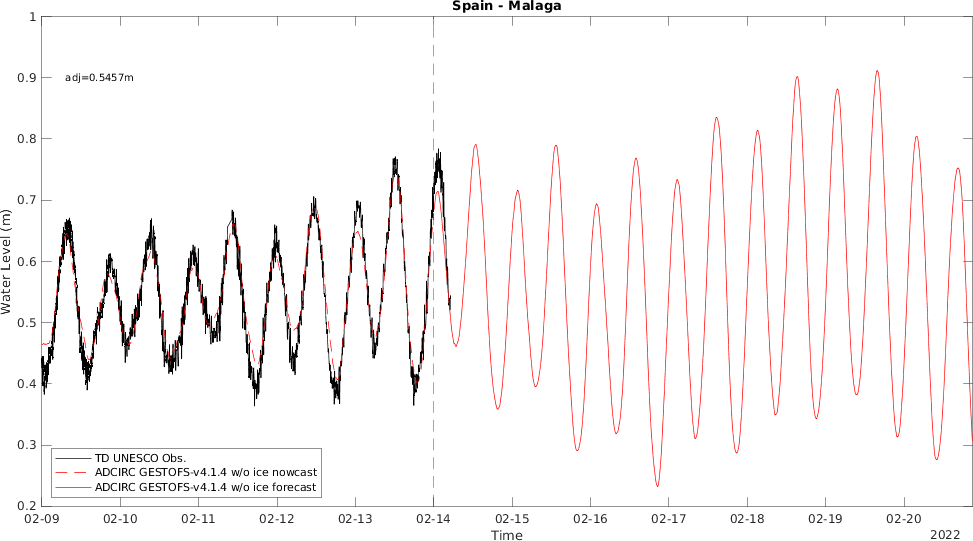 Spain - Malaga
1
0.9
0.8
0.7
0.6
0.5
0.4
0.3
0.2
Water Level (m)
adj=0.5457m
TD UNESCO Obs.
ADCIRC GESTOFS-v4.1.4 w/o ice nowcast
ADCIRC GESTOFS-v4.1.4 w/o ice forecast
02-09 02-10 02-11 02-12 02-13 02-14 02-15 02-16 02-17 02-18 02-19 02-20
Time
2022